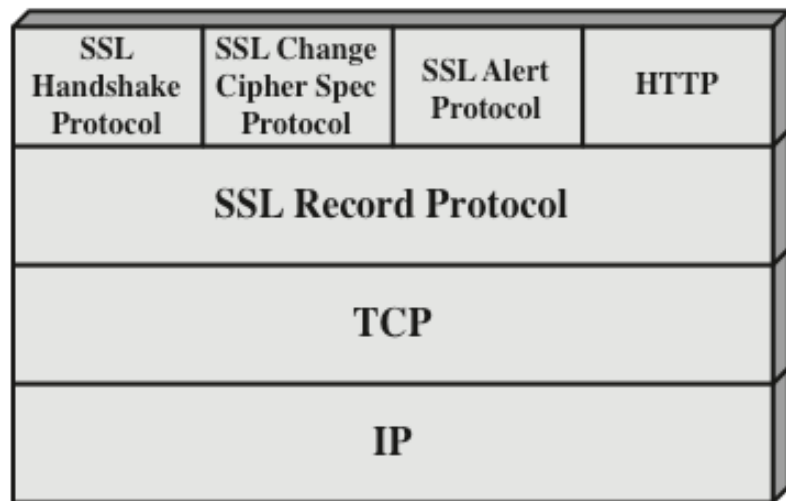 SSL
Handshake
Protocol
SSL Change
Cipher Spec
Protocol
SSL Alert
Protocol
HTTP
SSL Record Protocol
TCP
IP